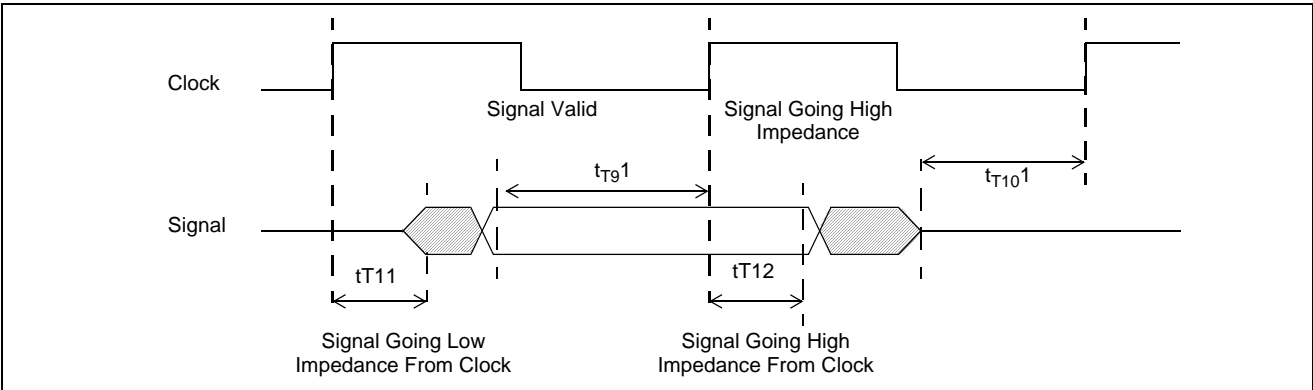 Clock
Signal Valid
Signal Going High
Impedance
tT91
tT101
Signal
tT11
tT12
Signal Going Low
Impedance From Clock
Signal Going High
Impedance From Clock